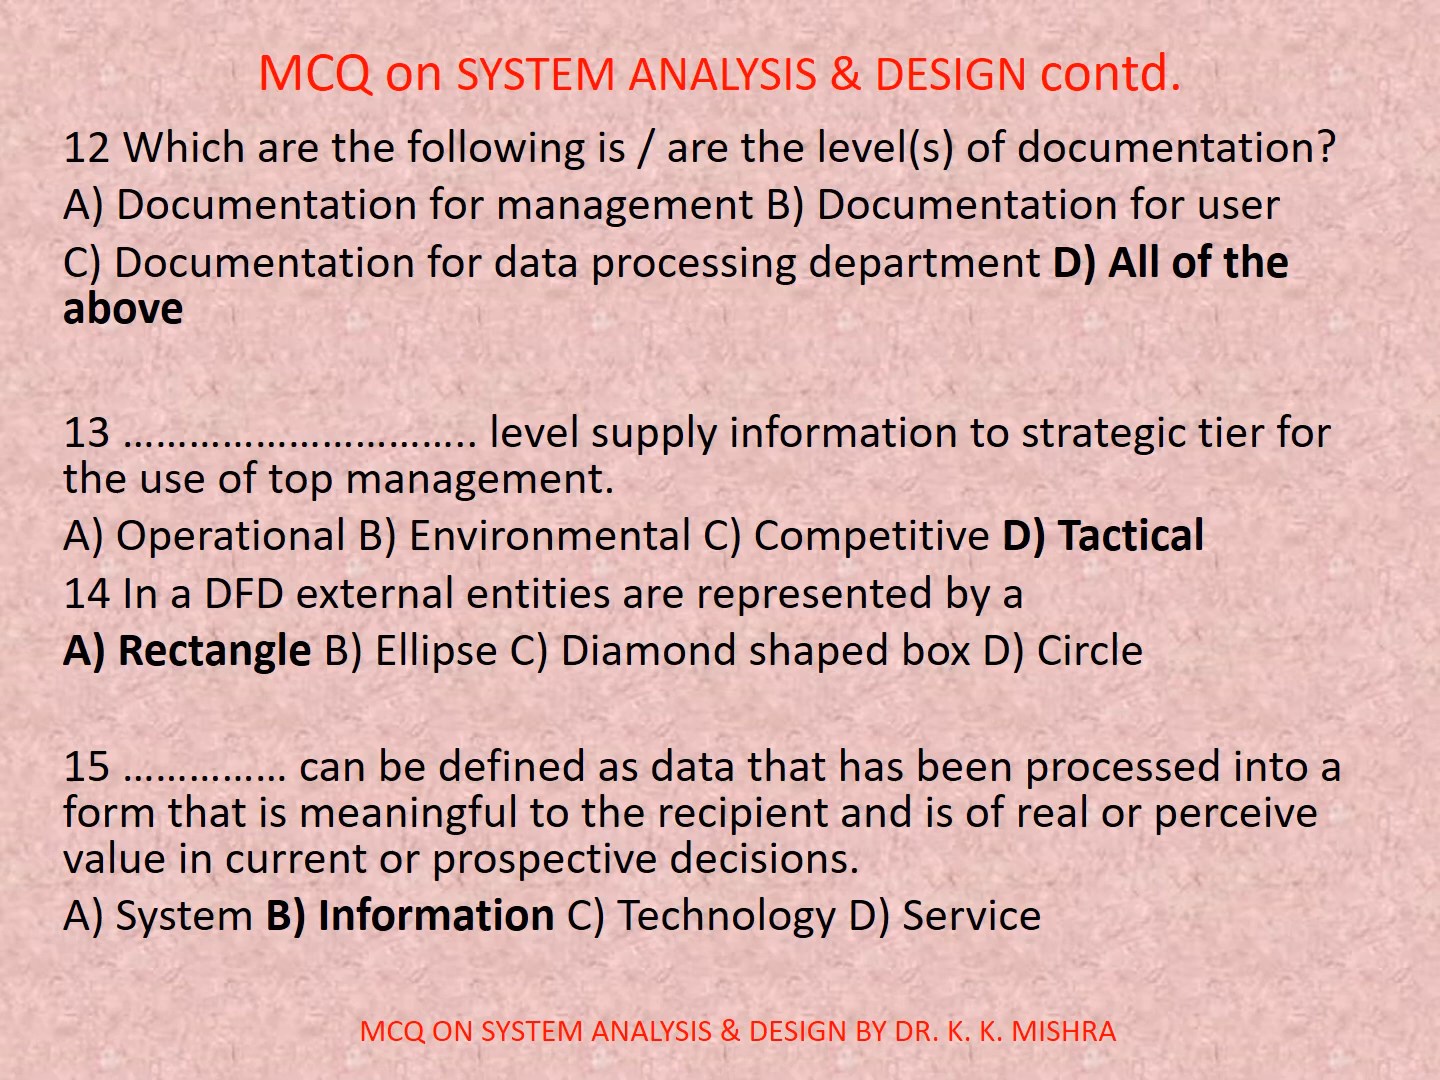 MCQ on SYSTEM ANALYSIS & DESIGN contd.
12 Which are the following is / are the level(s) of documentation?
A) Documentation for management B) Documentation for user
C) Documentation for data processing department D) All of the
above
13 ………………………….. level supply information to strategic tier for
the use of top management.
A) Operational B) Environmental C) Competitive D) Tactical
14 In a DFD external entities are represented by a
A) Rectangle B) Ellipse C) Diamond shaped box D) Circle
15 …………… can be defined as data that has been processed into a
form that is meaningful to the recipient and is of real or perceive
value in current or prospective decisions.
A) System B) Information C) Technology D) Service
MCQ ON SYSTEM ANALYSIS & DESIGN BY DR. K. K. MISHRA